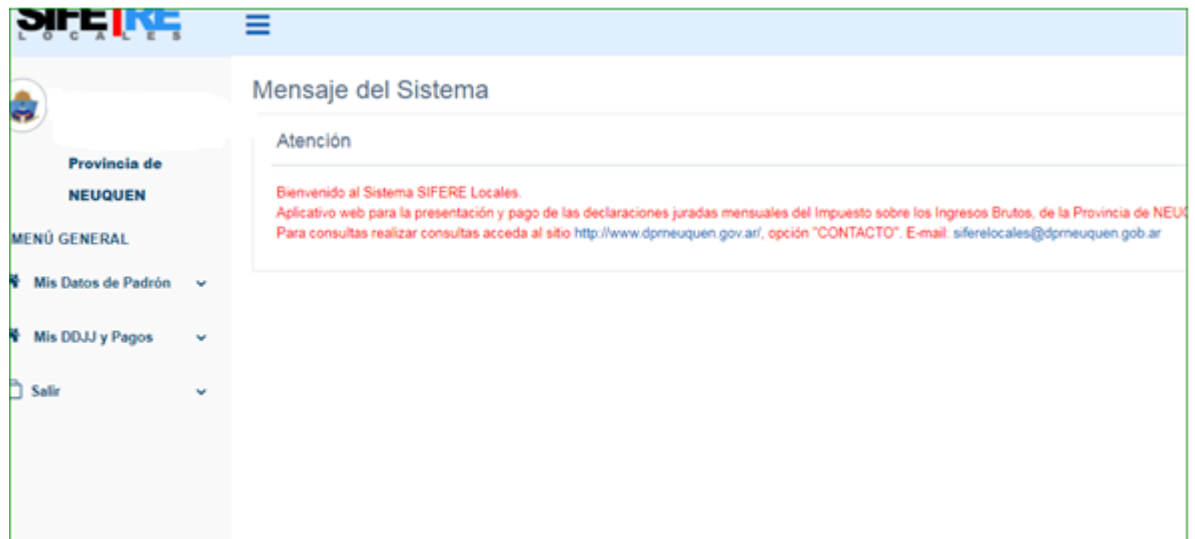 SIFERE
LOCALES
Mensaje del Sistema
Atención
Provincia de
NEUQUEN
Bienvenido al Sistema SIFERE Locales.
Aplicativo web para la presentación y pago de las declaraciones juradas mensuales del Impuesto sobre los Ingresos Brutos, de la Provincia de NEUQ
Para consultas realizar consultas acceda al sitio http://www.dprneuquen.gov.ar/, opción "CONTACTO". E-mail: siferelocales@dprneuquen.gob.ar
MENÚ GENERAL
Mis Datos de Padrón
Mis DDJJ y Pagos
Salir